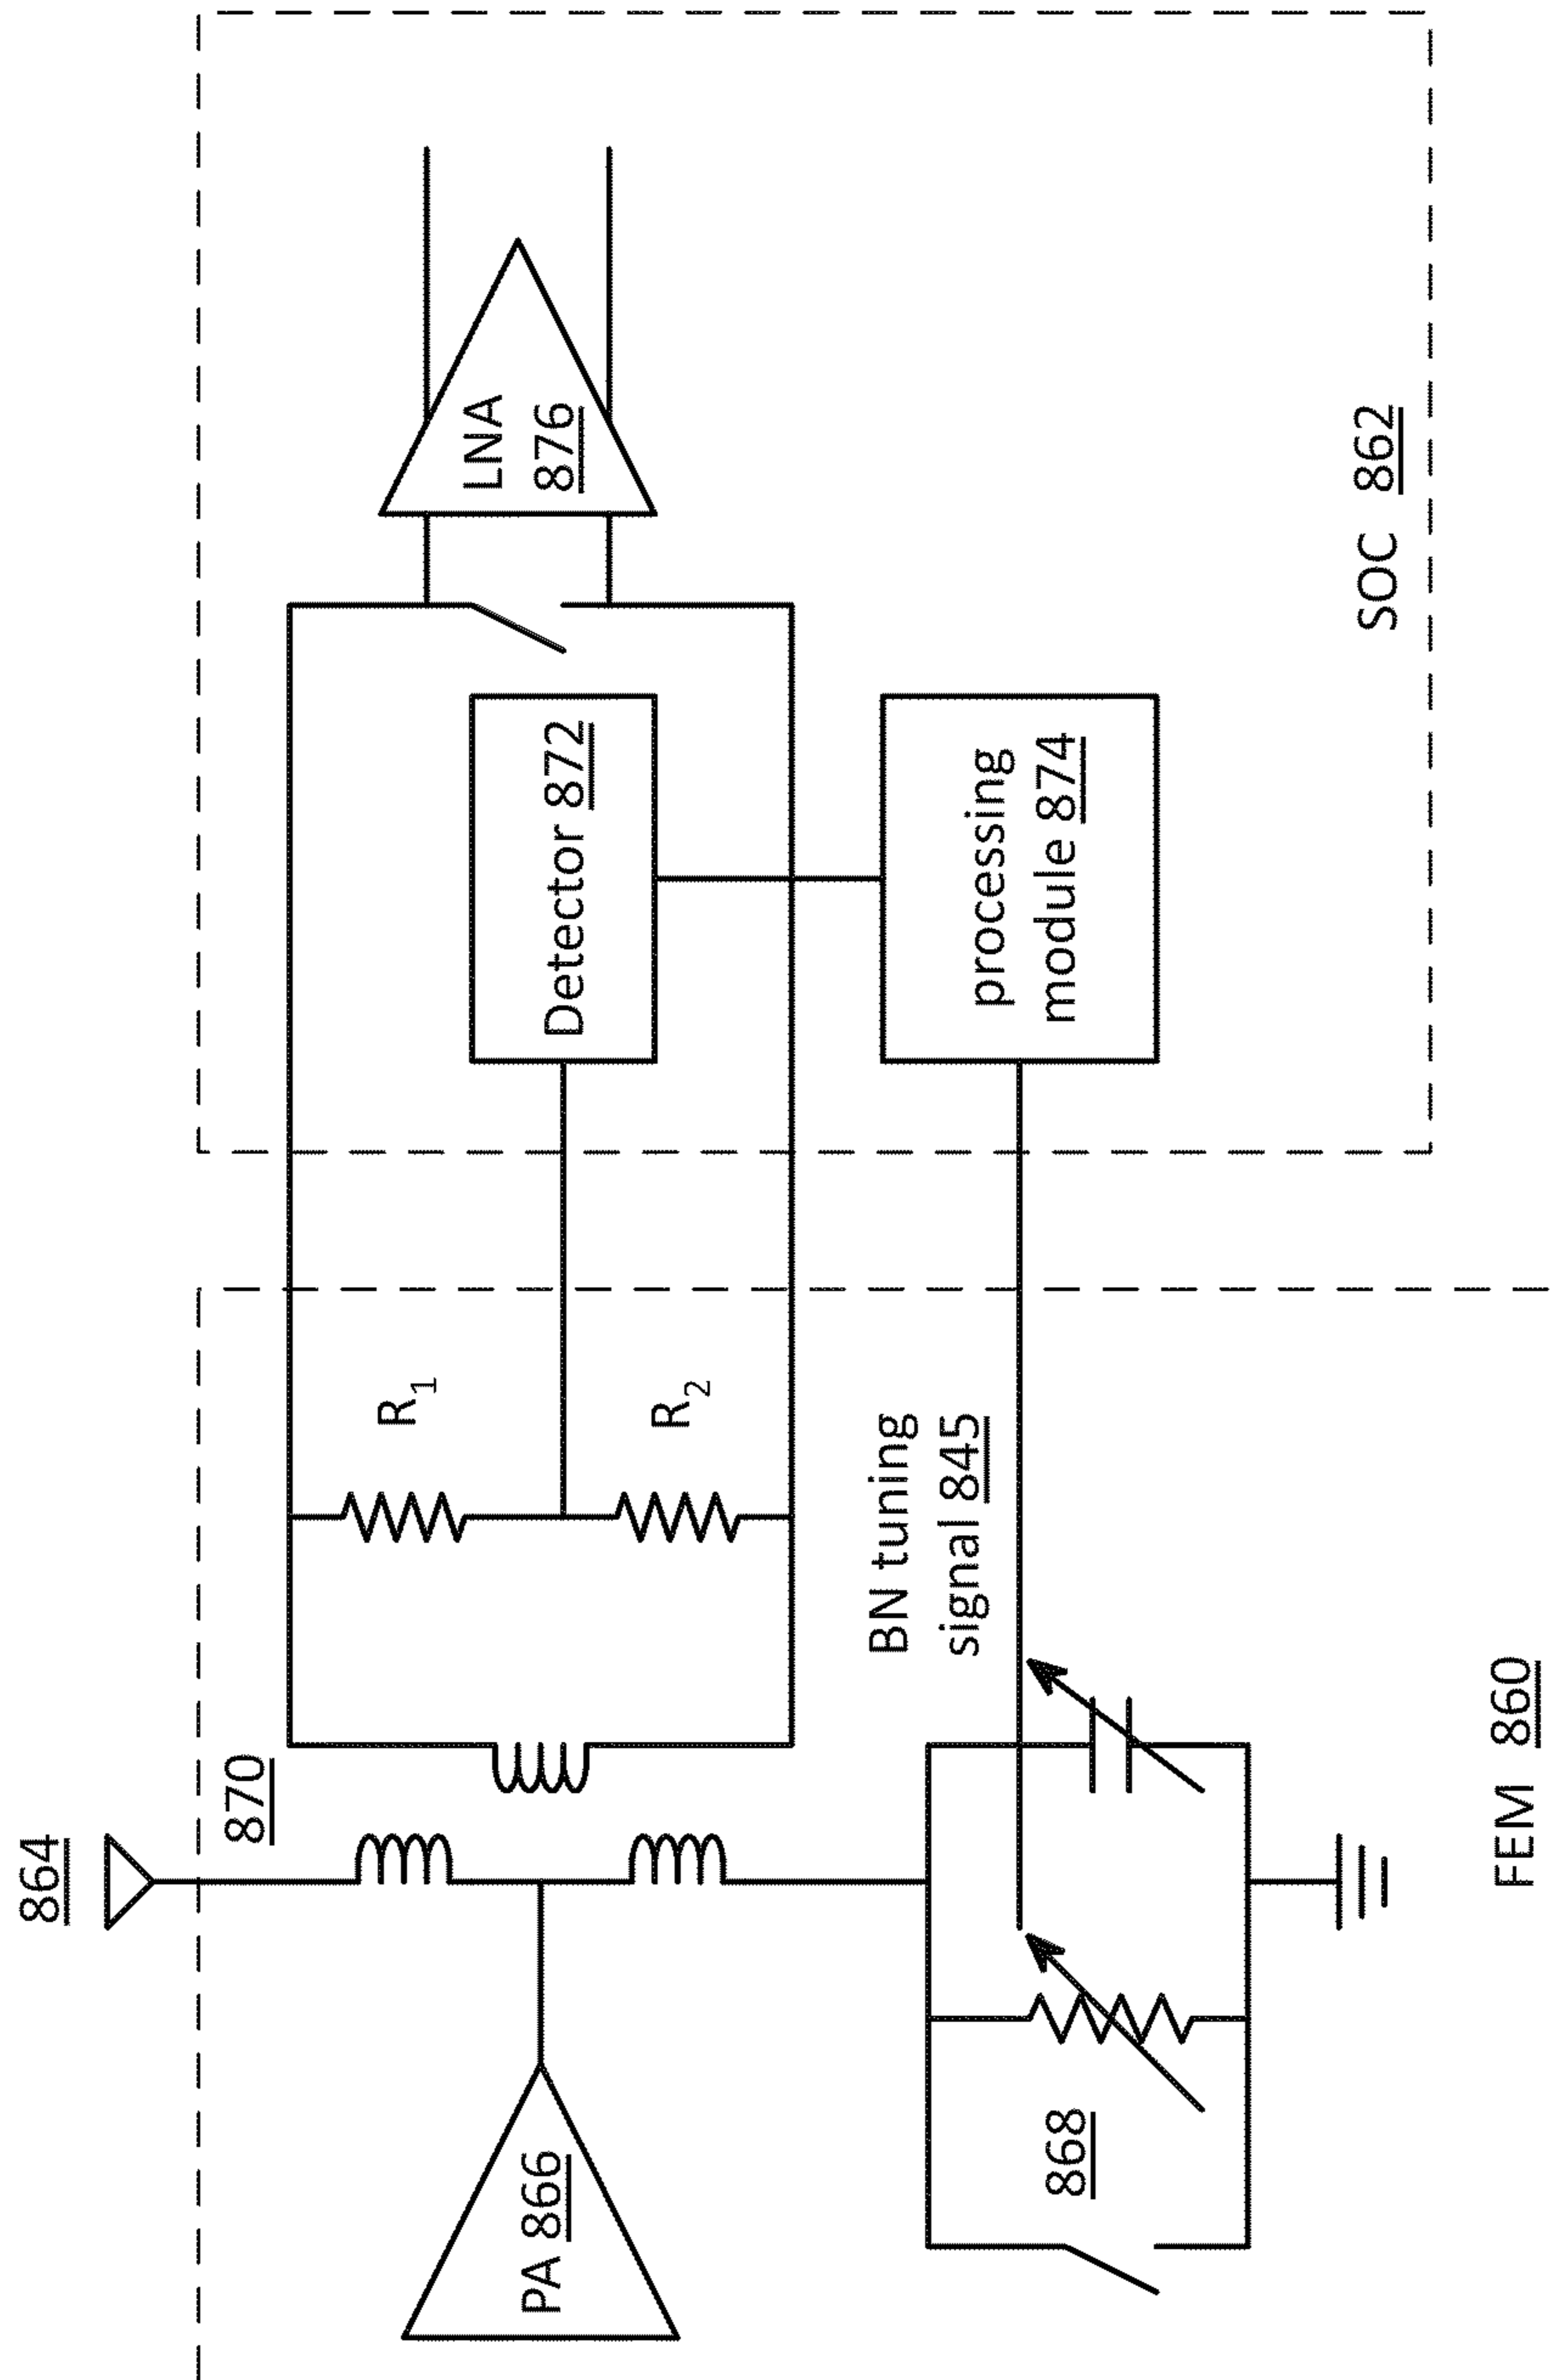 864
870
PA 866
868
R1
R2
BN tuning
signal 845
FEM 860
Detector 872
processing
module 874
LNA
876
SOC 862